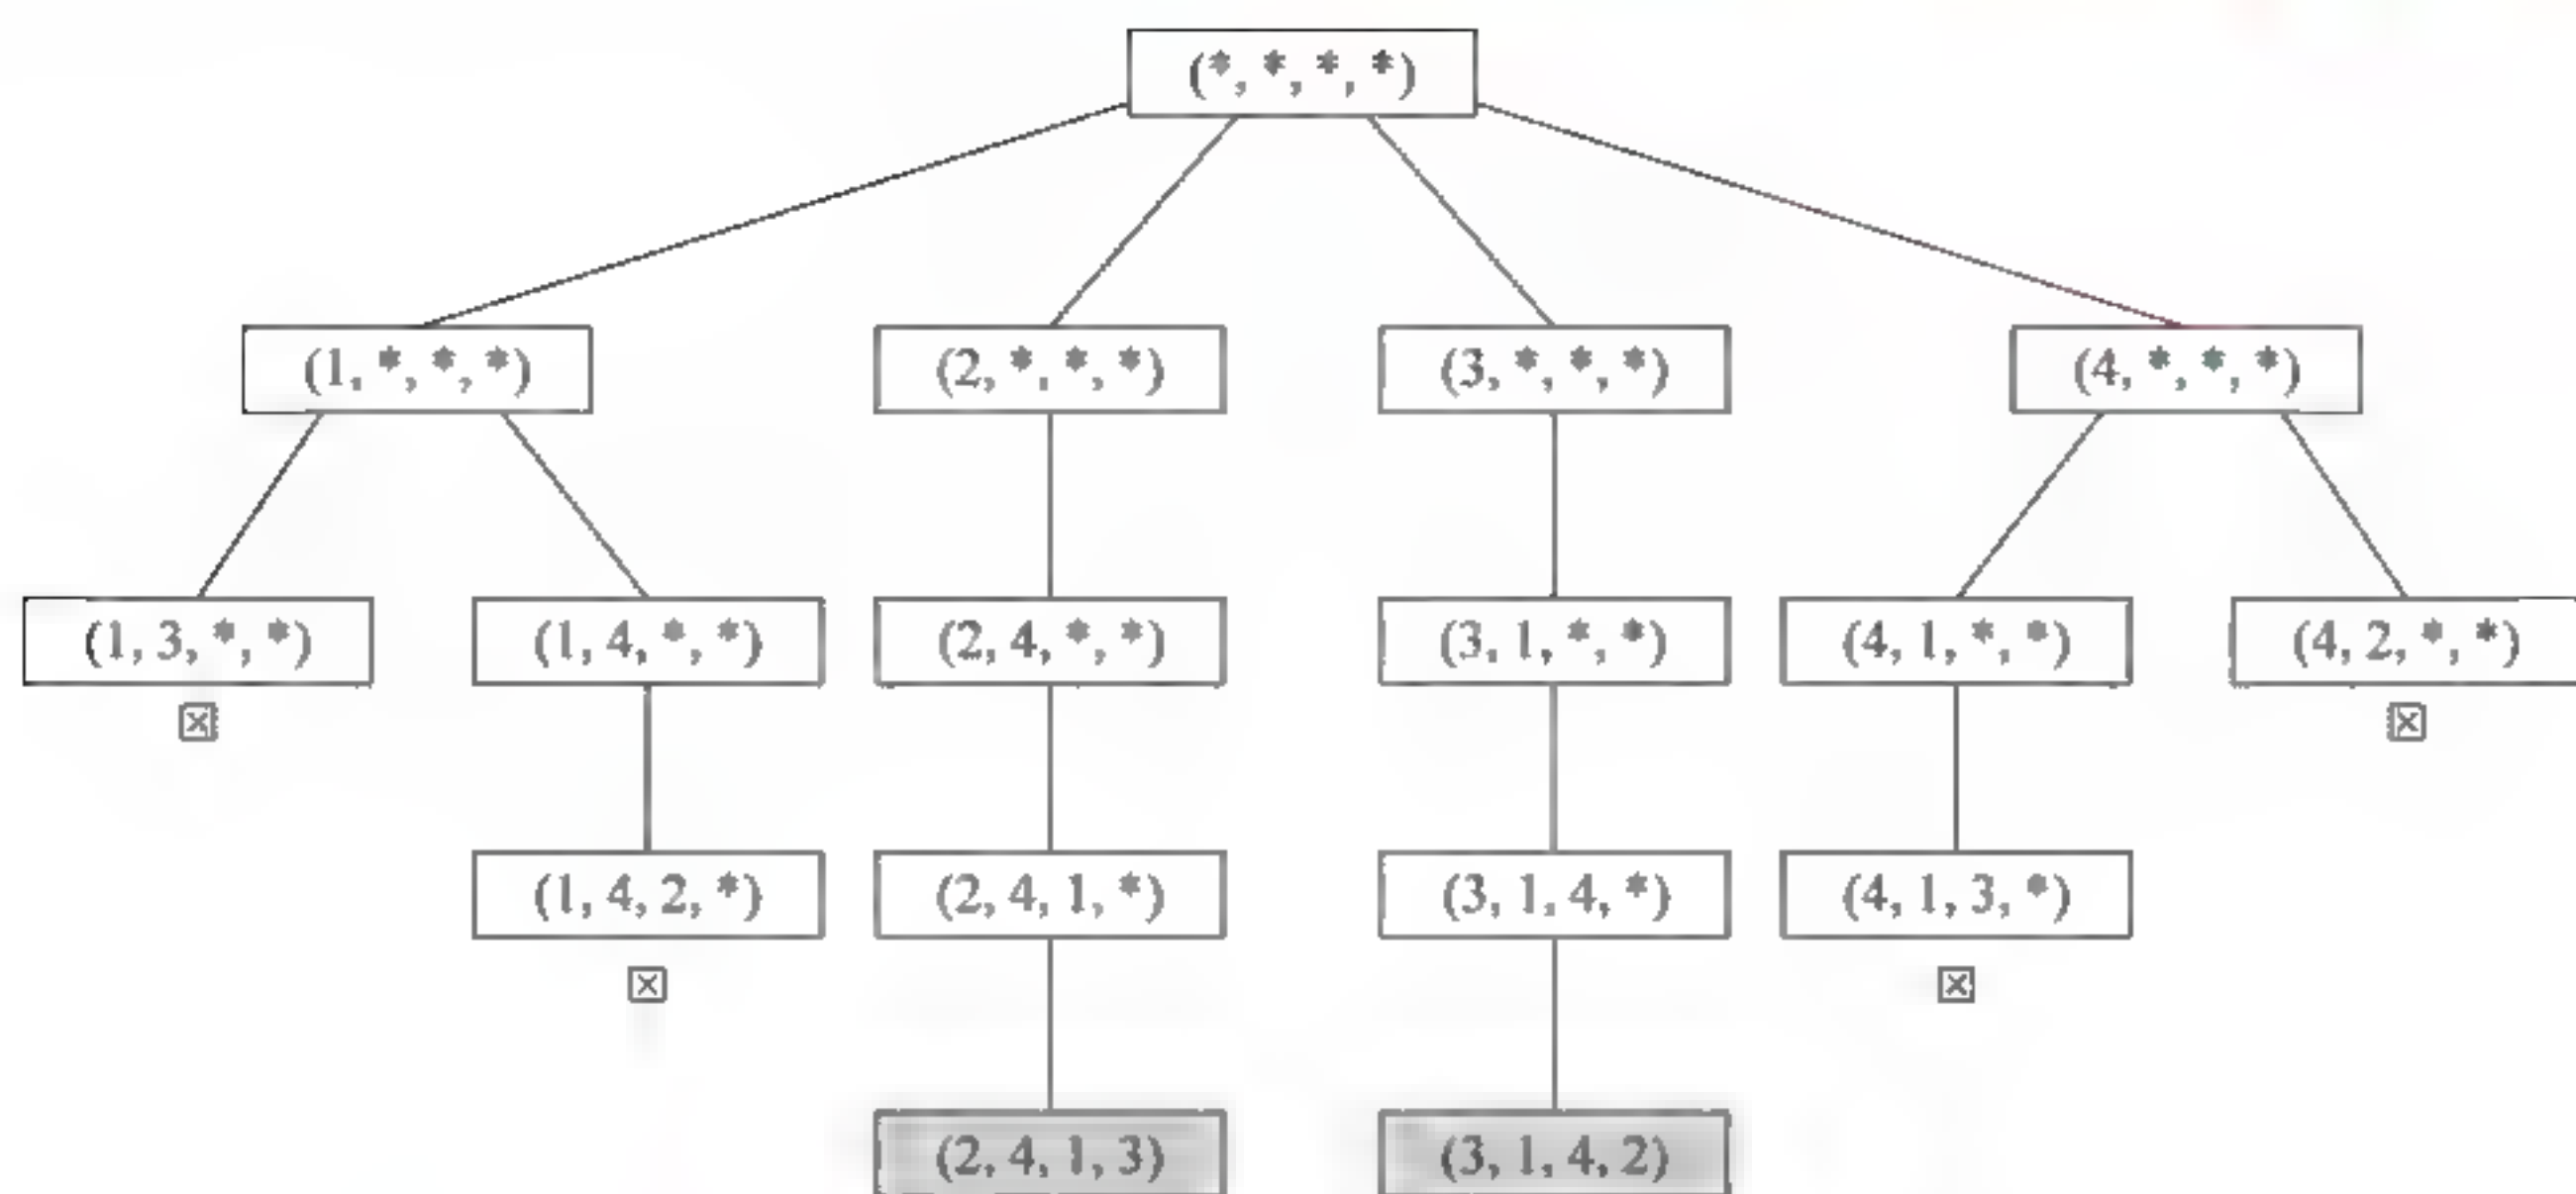 (*, *, *, *)
(1, *, *, *) (2, *, *, *) (3, *, *, *) (4, *, *, *)
(1, 3, *, *) (1, 4, *, *) (2, 4, *, *) (3, 1, *, *) (4, 1, *, *) (4, 2, *, *)
(1, 4, 2, *) (2, 4, 1, *) (3, 1, 4, *) (4, 1, 3, *)
(2, 4, 1, 3) (3, 1, 4, 2)